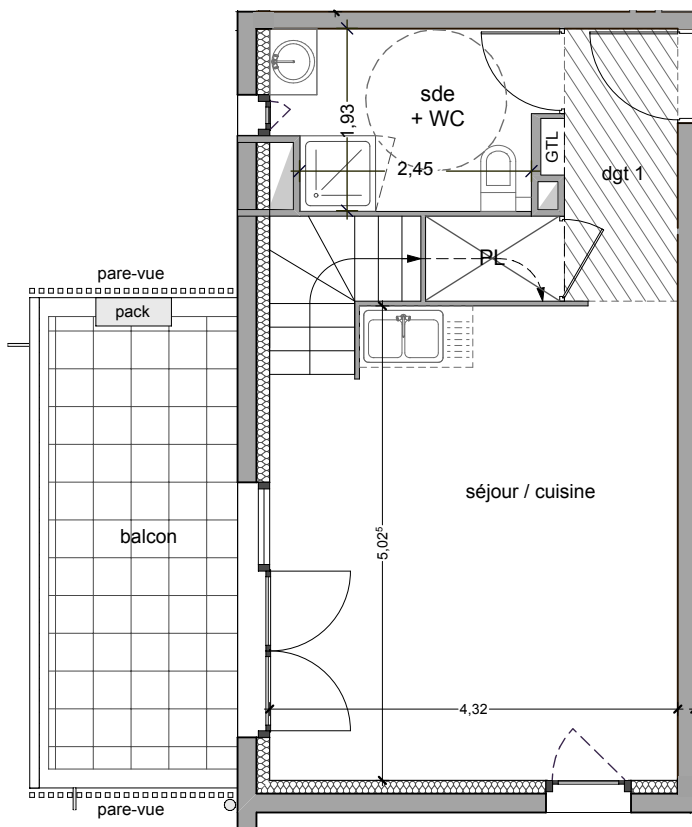 sde
+ WC
1,93
2,45
GTL
dgt 1
PL
pare-vue
pack
séjour / cuisine
balcon
5,02⁵
4,32
pare-vue